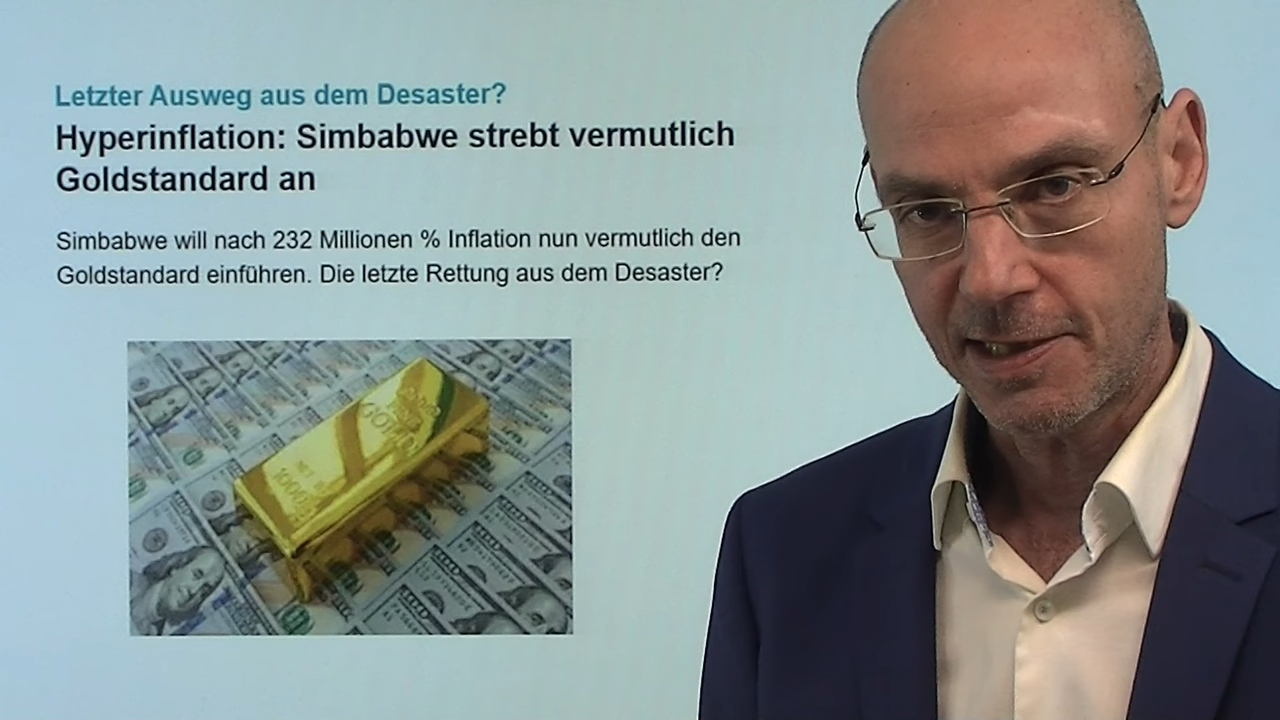 Letzter Ausweg aus dem Desaster?
Hyperinflation: Simbabwe strebt vermutlich
Goldstandard an
Simbabwe will nach 232 Millionen % Inflation nun vermutlich den
Goldstandard einführen. Die letzte Rettung aus dem Desaster?